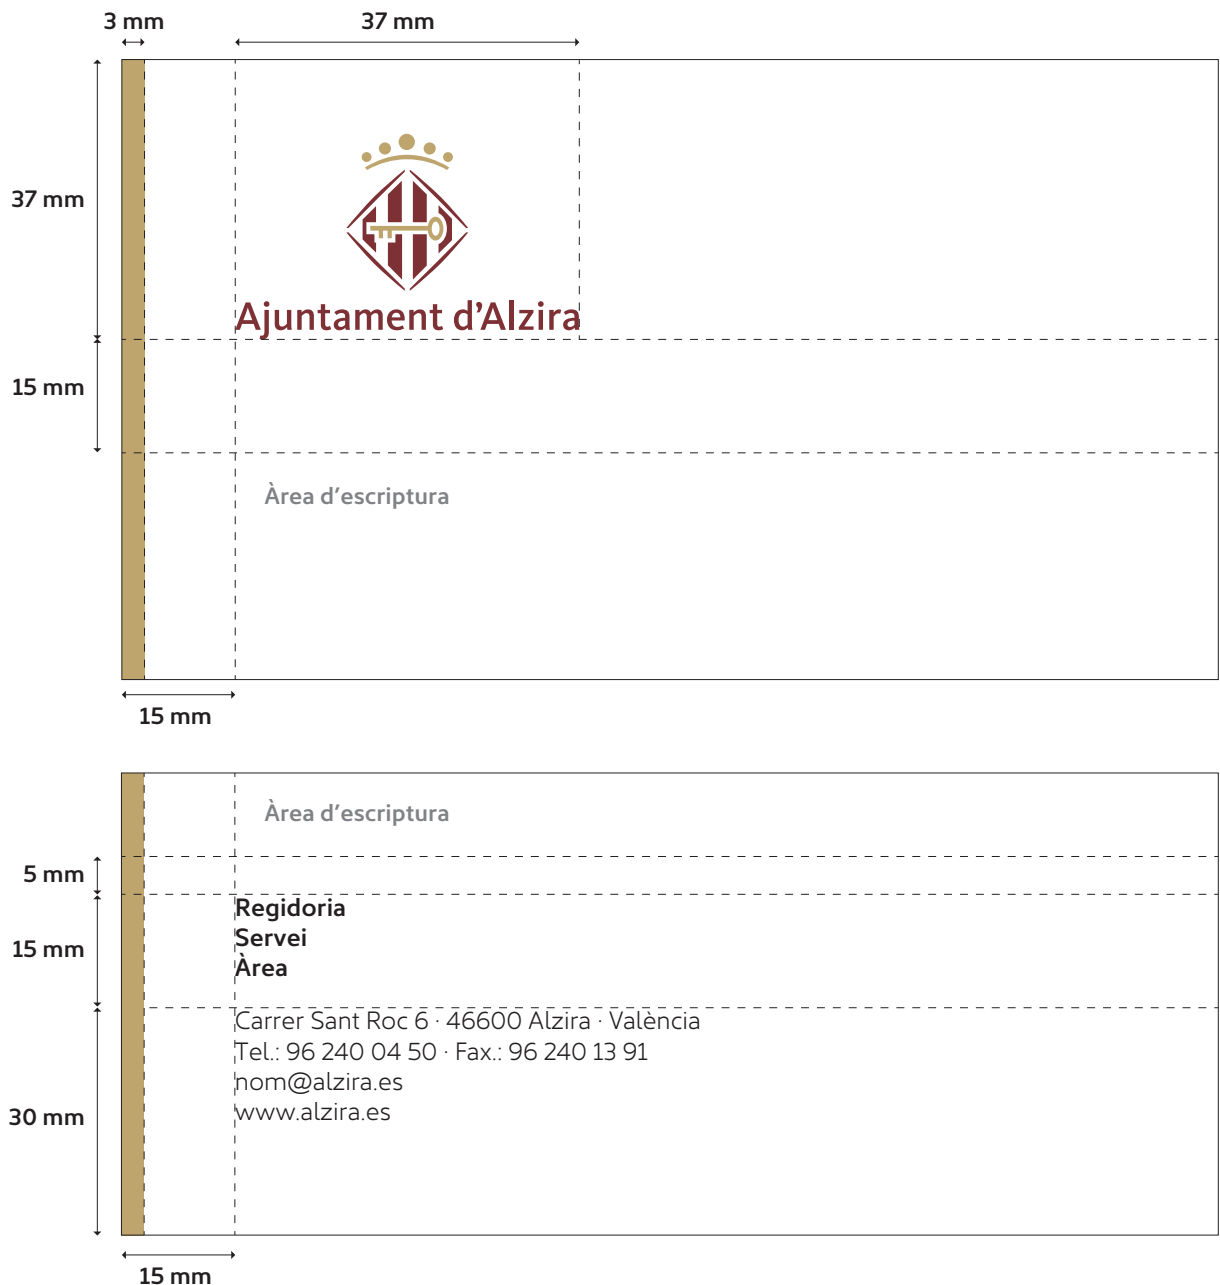 3 mm
37 mm
37 mm
Ajuntament d’Alzira
15 mm
Àrea d’escriptura
15 mm
Àrea d’escriptura
5 mm
Regidoria
Servei
15 mm
Àrea
Carrer Sant Roc 6 · 46600 Alzira · València
Tel.: 96 240 04 50 · Fax.: 96 240 13 91
nom@alzira.es
www.alzira.es
30 mm
15 mm